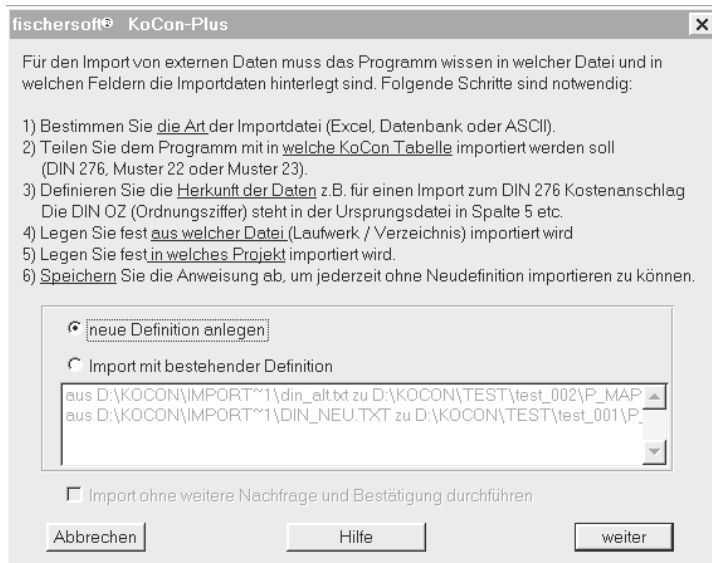 fischersoft® KoCon-Plus
Für den Import von externen Daten muss das Programm wissen in welcher Datei und in
welchen Feldern die Importdaten hinterlegt sind. Folgende Schritte sind notwendig:
1) Bestimmen Sie die Art der Importdatei (Excel, Datenbank oder ASCII).
2) Teilen Sie dem Programm mit in welche KoCon Tabelle importiert werden soll
(DIN 276, Muster 22 oder Muster 23).
3) Definieren Sie die Herkunft der Daten z.B. für einen Import zum DIN 276 Kostenanschlag
Die DIN OZ (Ordnungsziffer) steht in der Ursprungsdatei in Spalte 5 etc.
4) Legen Sie fest aus welcher Datei (Laufwerk / Verzeichnis) importiert wird
5) Legen Sie fest in welches Projekt importiert wird.
6) Speichern Sie die Anweisung ab, um jederzeit ohne Neudefinition importieren zu können.
neue Definition anlegen
Import mit bestehender Definition
aus D:\KOCON\IMPORT~1\din_alt.txt zu D:\KOCON\TEST\test_002\P_MAP
aus D:\KOCON\IMPORT~1\DIN_NEU.TXT zu D:\KOCON\TEST\test_001\P_
Import ohne weitere Nachfrage und Bestätigung durchführen
Abbrechen
Hilfe
weiter